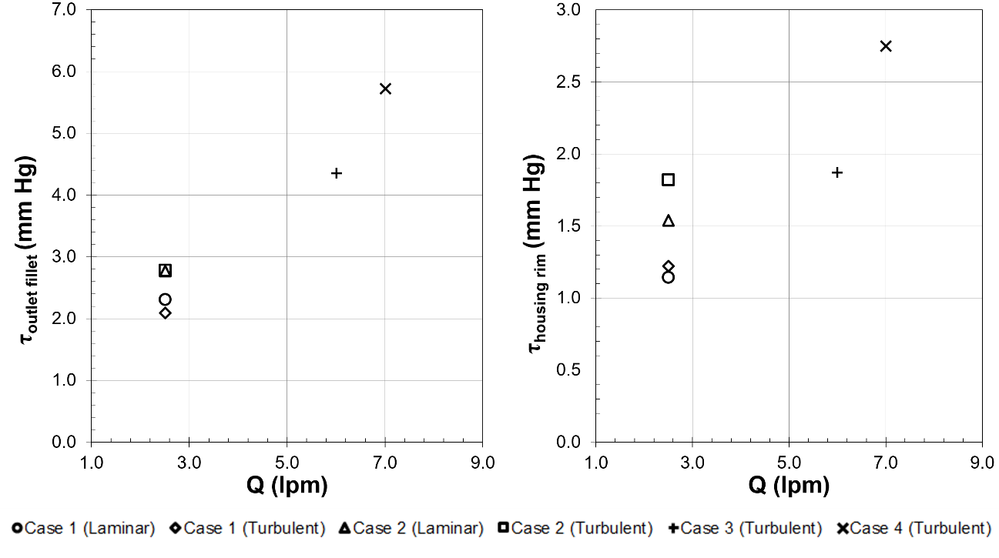 7.0
6.0
5.0
4.0
3.0
2.0
1.0
0.0
τoutlet fillet (mm Hg)
1.0 3.0 5.0 7.0 9.0
Q (lpm)
3.0
2.5
2.0
1.5
1.0
0.5
0.0
τhousing rim (mm Hg)
1.0 3.0 5.0 7.0 9.0
Q (lpm)
Case 1 (Laminar) Case 1 (Turbulent) Case 2 (Laminar) Case 2 (Turbulent) Case 3 (Turbulent) Case 4 (Turbulent)